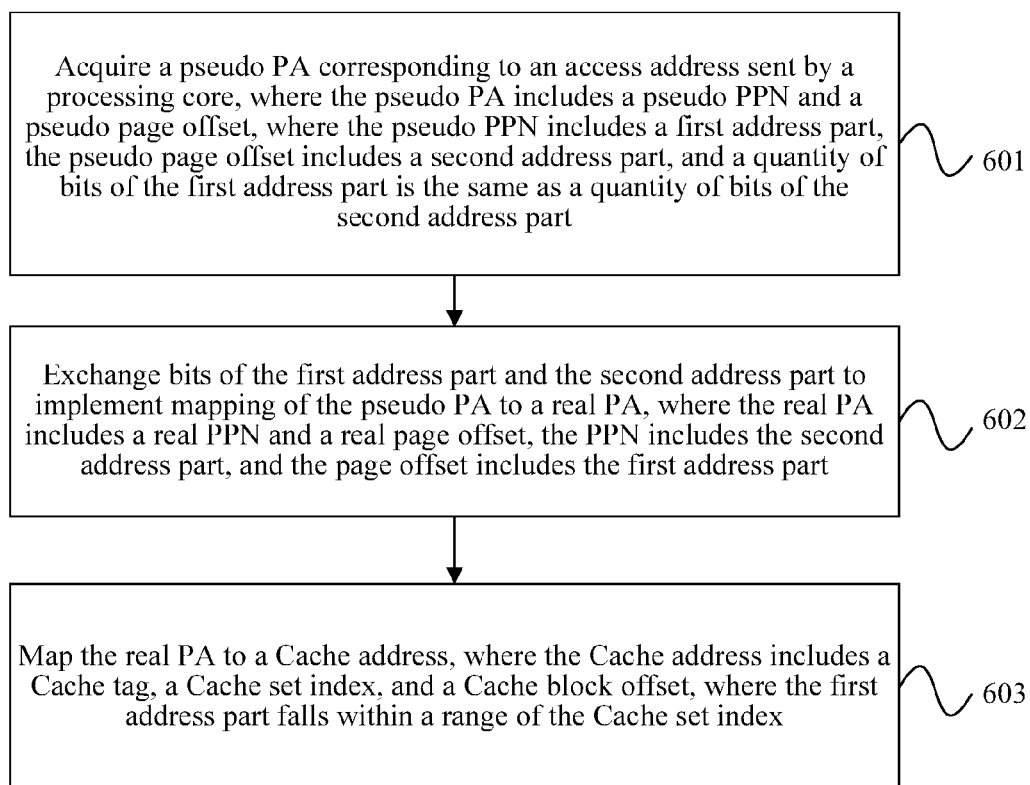 Acquire a pseudo PA corresponding to an access address sent by a
processing core, where the pseudo PA includes a pseudo PPN and a
pseudo page offset, where the pseudo PPN includes a first address part,
the pseudo page offset includes a second address part, and a quantity of
bits of the first address part is the same as a quantity of bits of the
second address part
601
Exchange bits of the first address part and the second address part to
implement mapping of the pseudo PA to a real PA, where the real PA
includes a real PPN and a real page offset, the PPN includes the second
address part, and the page offset includes the first address part
602
Map the real PA to a Cache address, where the Cache address includes a
Cache tag, a Cache set index, and a Cache block offset, where the first
address part falls within a range of the Cache set index
603